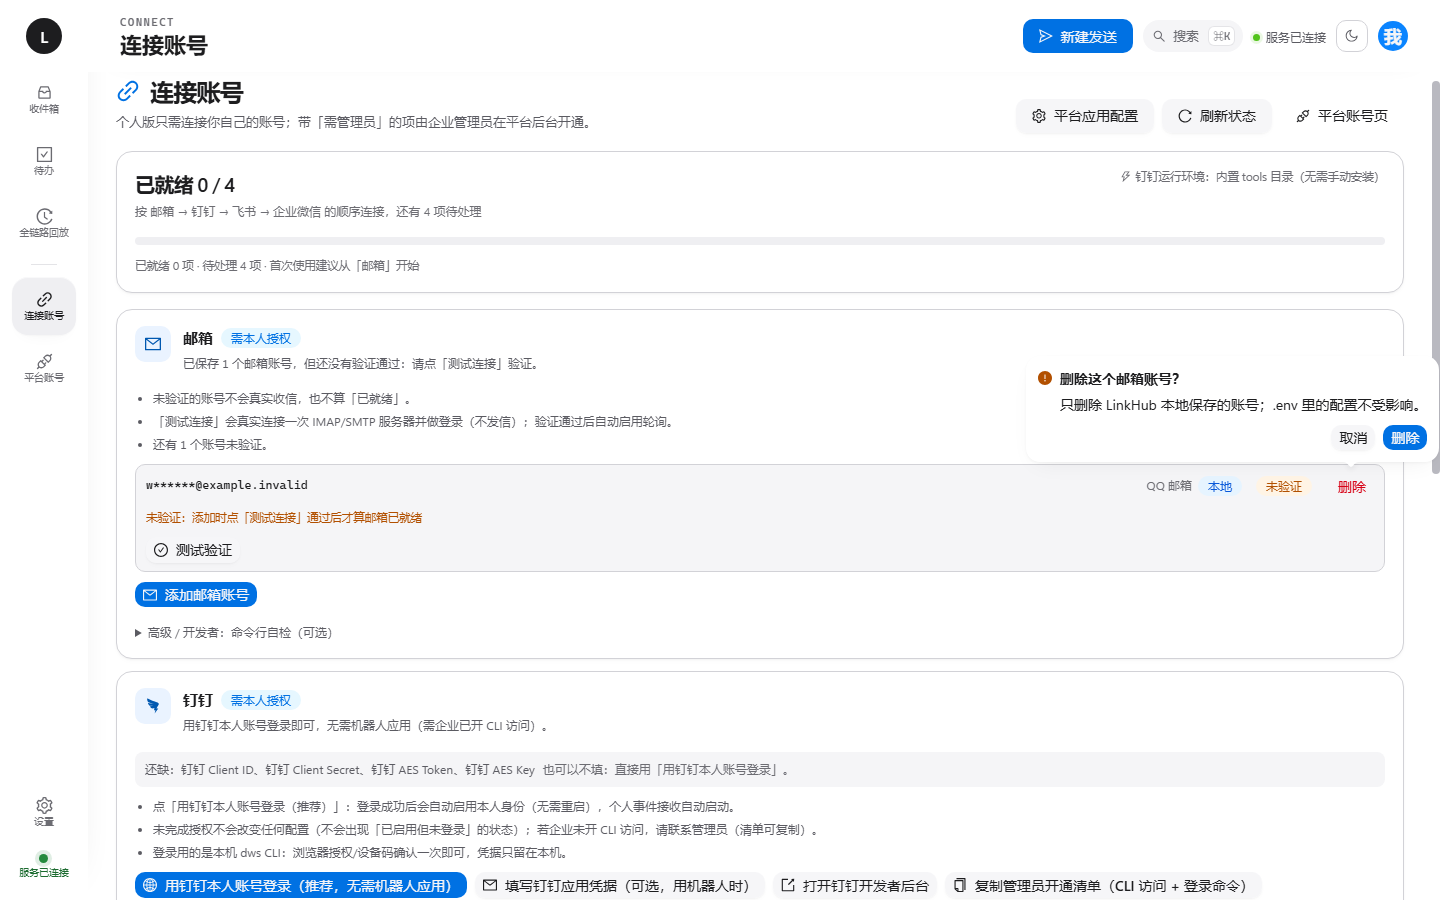 L
CONNECT
连接账号
新建发送
搜索 ⌘K
服务已连接
我
收件箱
待办
全链路回放
连接账号
平台账号
设置
服务已连接
连接账号
个人版只需连接你自己的账号；带「需管理员」的项由企业管理员在平台后台开通。
平台应用配置
刷新状态
平台账号页
已就绪 0 / 4
钉钉运行环境：内置 tools 目录（无需手动安装）
按 邮箱 → 钉钉 → 飞书 → 企业微信 的顺序连接，还有 4 项待处理
已就绪 0 项 · 待处理 4 项 · 首次使用建议从「邮箱」开始
邮箱 需本人授权
已保存 1 个邮箱账号，但还没有验证通过：请点「测试连接」验证。
• 未验证的账号不会真实收信，也不算「已就绪」。
• 「测试连接」会真实连接一次 IMAP/SMTP 服务器并做登录（不发信）；验证通过后自动启用轮询。
• 还有 1 个账号未验证。
删除这个邮箱账号？
只删除 LinkHub 本地保存的账号；.env 里的配置不受影响。
取消 删除
w******@example.invalid
QQ 邮箱 本地 未验证 删除
未验证：添加时点「测试连接」通过后才算邮箱已就绪
测试验证
添加邮箱账号
▶ 高级 / 开发者：命令行自检（可选）
钉钉 需本人授权
用钉钉本人账号登录即可，无需机器人应用（需企业已开 CLI 访问）。
还缺：钉钉 Client ID、钉钉 Client Secret、钉钉 AES Token、钉钉 AES Key 也可以不填：直接用「用钉钉本人账号登录」。
• 点「用钉钉本人账号登录（推荐）」：登录成功后会自动启用本人身份（无需重启），个人事件接收自动启动。
• 未完成授权不会改变任何配置（不会出现「已启用但未登录」的状态）；若企业未开 CLI 访问，请联系管理员（清单可复制）。
• 登录用的是本机 dws CLI：浏览器授权/设备码确认一次即可，凭据只留在本机。
用钉钉本人账号登录（推荐，无需机器人应用）
填写钉钉应用凭据（可选，用机器人时）
打开钉钉开发者后台
复制管理员开通清单（CLI 访问 + 登录命令）